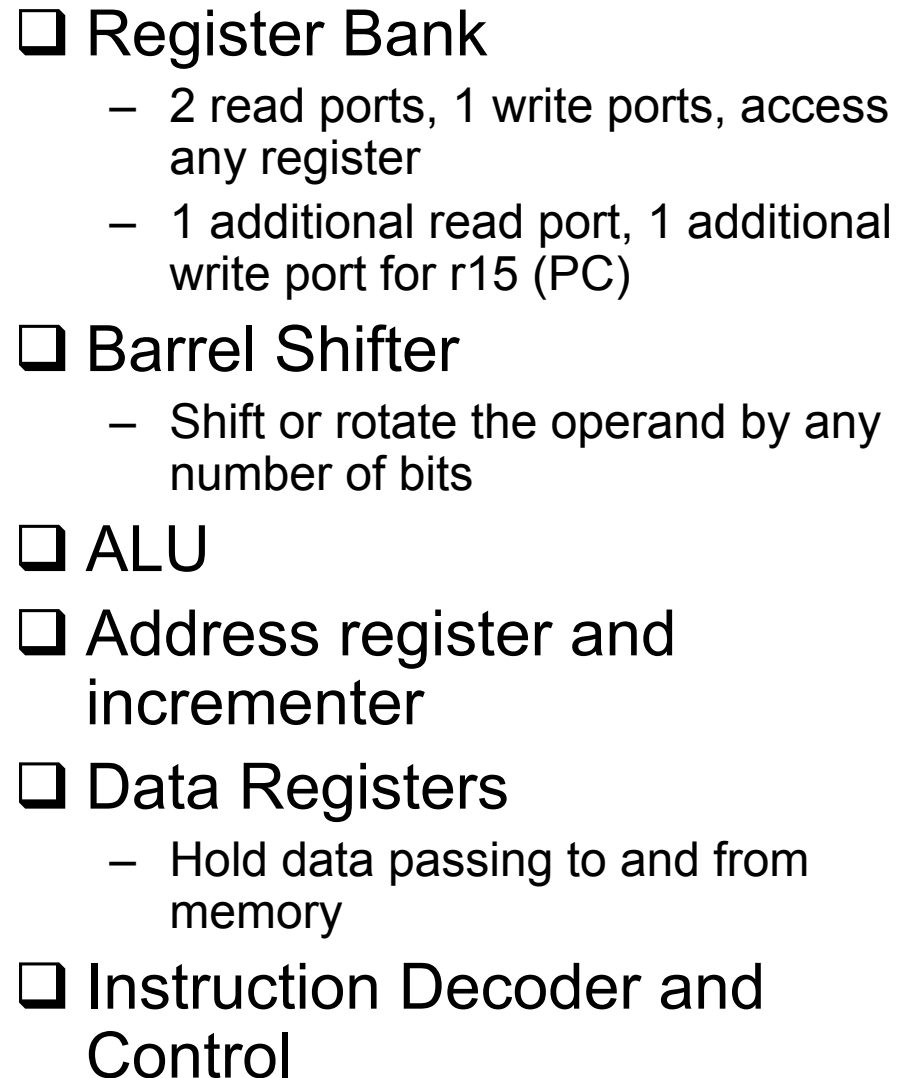 ❑ Register Bank
– 2 read ports, 1 write ports, access
any register
– 1 additional read port, 1 additional
write port for r15 (PC)
❑ Barrel Shifter
– Shift or rotate the operand by any
number of bits
❑ ALU
❑ Address register and
incrementer
❑ Data Registers
– Hold data passing to and from
memory
❑ Instruction Decoder and
Control